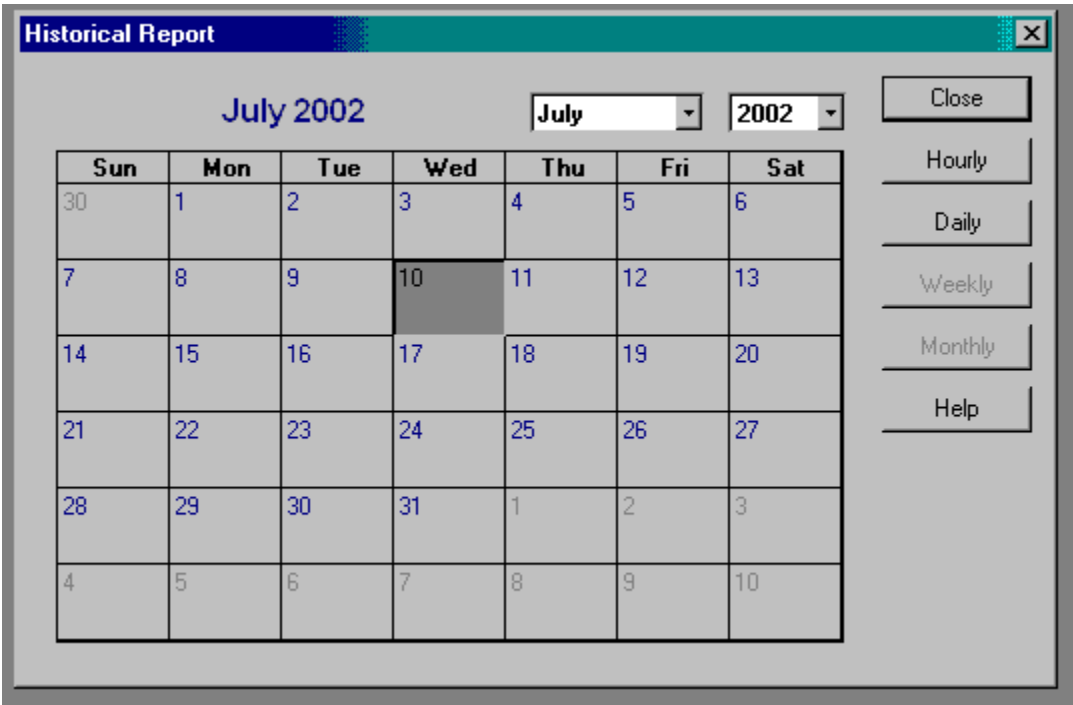 Historical Report
July 2002 July 2002 Close
Sun Mon Tue Wed Thu Fri Sat Hourly
30 1 2 3 4 5 6 Daily
7 8 9 10 11 12 13 Weekly
14 15 16 17 18 19 20 Monthly
21 22 23 24 25 26 27 Help
28 29 30 31 1 2 3
4 5 6 7 8 9 10